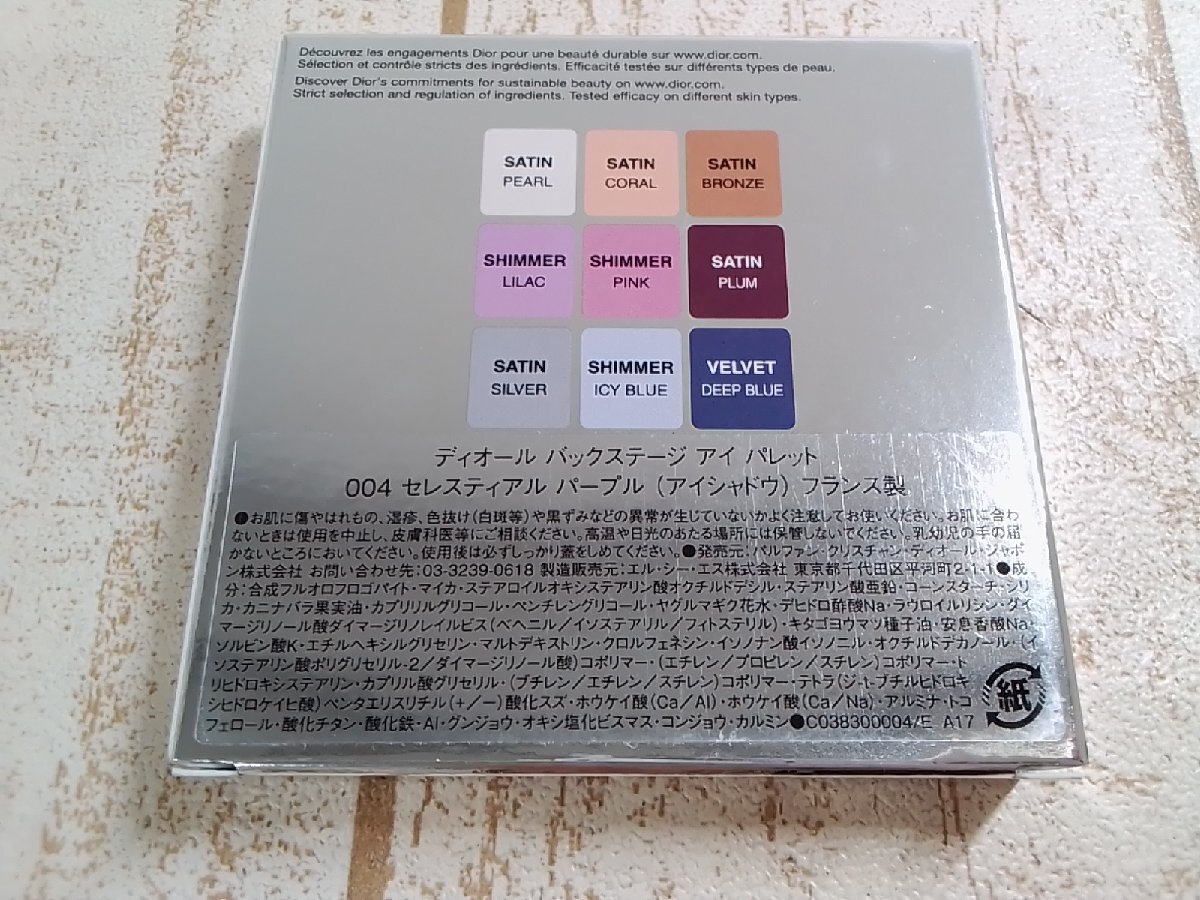 Découvrez les engagements Dior pour une beauté durable sur www.dior.com.
Sélection et contrôle stricts des ingrédients. Efficacité testée sur différents types de peau.
Discover Dior's commitments for sustainable beauty on www.dior.com.
Strict selection and regulation of ingredients. Tested efficacy on different skin types.
SATIN
PEARL
SATIN
CORAL
SATIN
BRONZE
SHIMMER
LILAC
SHIMMER
PINK
SATIN
PLUM
SATIN
SILVER
SHIMMER
ICY BLUE
VELVET
DEEP BLUE
ディオール バックステージ アイ パレット
004 セレスティアル パープル（アイシャドウ）フランス製
●お肌に傷やはれもの、湿疹、色抜け(白斑等)や黒ずみなどの異常が生じていないかよく注意してお使いください。お肌に合わ
ないときは使用を中止し、皮膚科医等にご相談ください。高温や日光のあたる場所には保管しないでください。乳幼児の手の届
かないところにおいてください。使用後は必ずしっかり蓋をしめてください。●発売元：パルファン・クリスチャン・ディオール・ジャポ
ン株式会社 お問い合わせ先：03-3239-0618 製造販売元：エル・シー・エス株式会社 東京都千代田区平河町2-1-1●成
分：合成フルオロフロゴパイト・マイカ・ステアロイルオキシステアリン酸オクチルドデシル・ステアリン酸亜鉛・コーンスターチ・シリ
カ・カニナバラ果実油・カプリリルグリコール・ペンチレングリコール・ヤグルマギク花水・デヒドロ酢酸Na・ラウロイルリシン・ダイ
マージリノール酸ダイマージリノレイルビス(ベヘニル／イソステアリル／フィトステリル)・キタゴヨウマツ種子油・安息香酸Na・
ソルビン酸K・エチルヘキシルグリセリン・マルトデキストリン・クロルフェネシン・イソノナン酸イソノニル・オクチルドデカノール・(イ
ソステアリン酸ポリグリセリル-2／ダイマージリノール酸)コポリマー・(エチレン／プロピレン／スチレン)コポリマー・ト
リヒドロキシステアリン・カプリル酸グリセリル・(ブチレン／エチレン／スチレン)コポリマー・テトラ(ジ-t-ブチルヒドロキ
シヒドロケイヒ酸)ペンタエリスリチル(+／−)酸化スズ・ホウケイ酸(Ca／Al)・ホウケイ酸(Ca／Na)・アルミナ・トコ
フェロール・酸化チタン・酸化鉄・Al・グンジョウ・オキシ塩化ビスマス・コンジョウ・カルミン●C038300004/E A17
紙